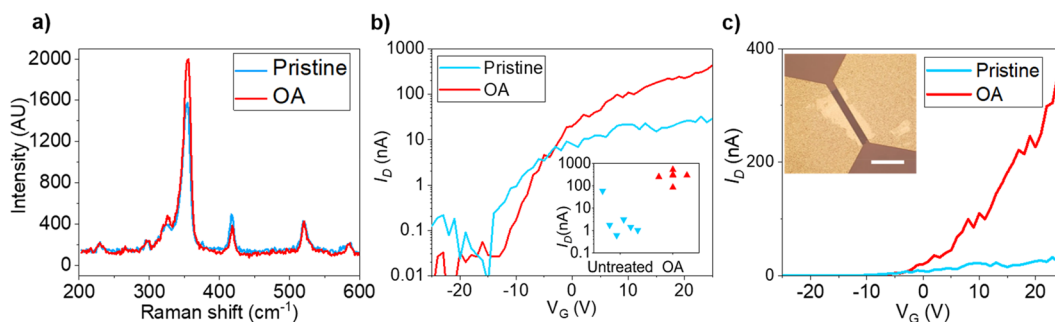 a)
2000
1600
1200
800
400
0
Intensity (AU)
Pristine
OA
200
300
400
500
600
Raman shift (cm⁻¹)
b)
1000
100
10
1
0.1
0.01
I_D (nA)
Pristine
OA
1000
100
10
1
0.1
I_D(nA)
Untreated
OA
-20
-10
0
10
20
V_G (V)
c)
400
200
0
I_D (nA)
Pristine
OA
-20
-10
0
10
20
V_G (V)